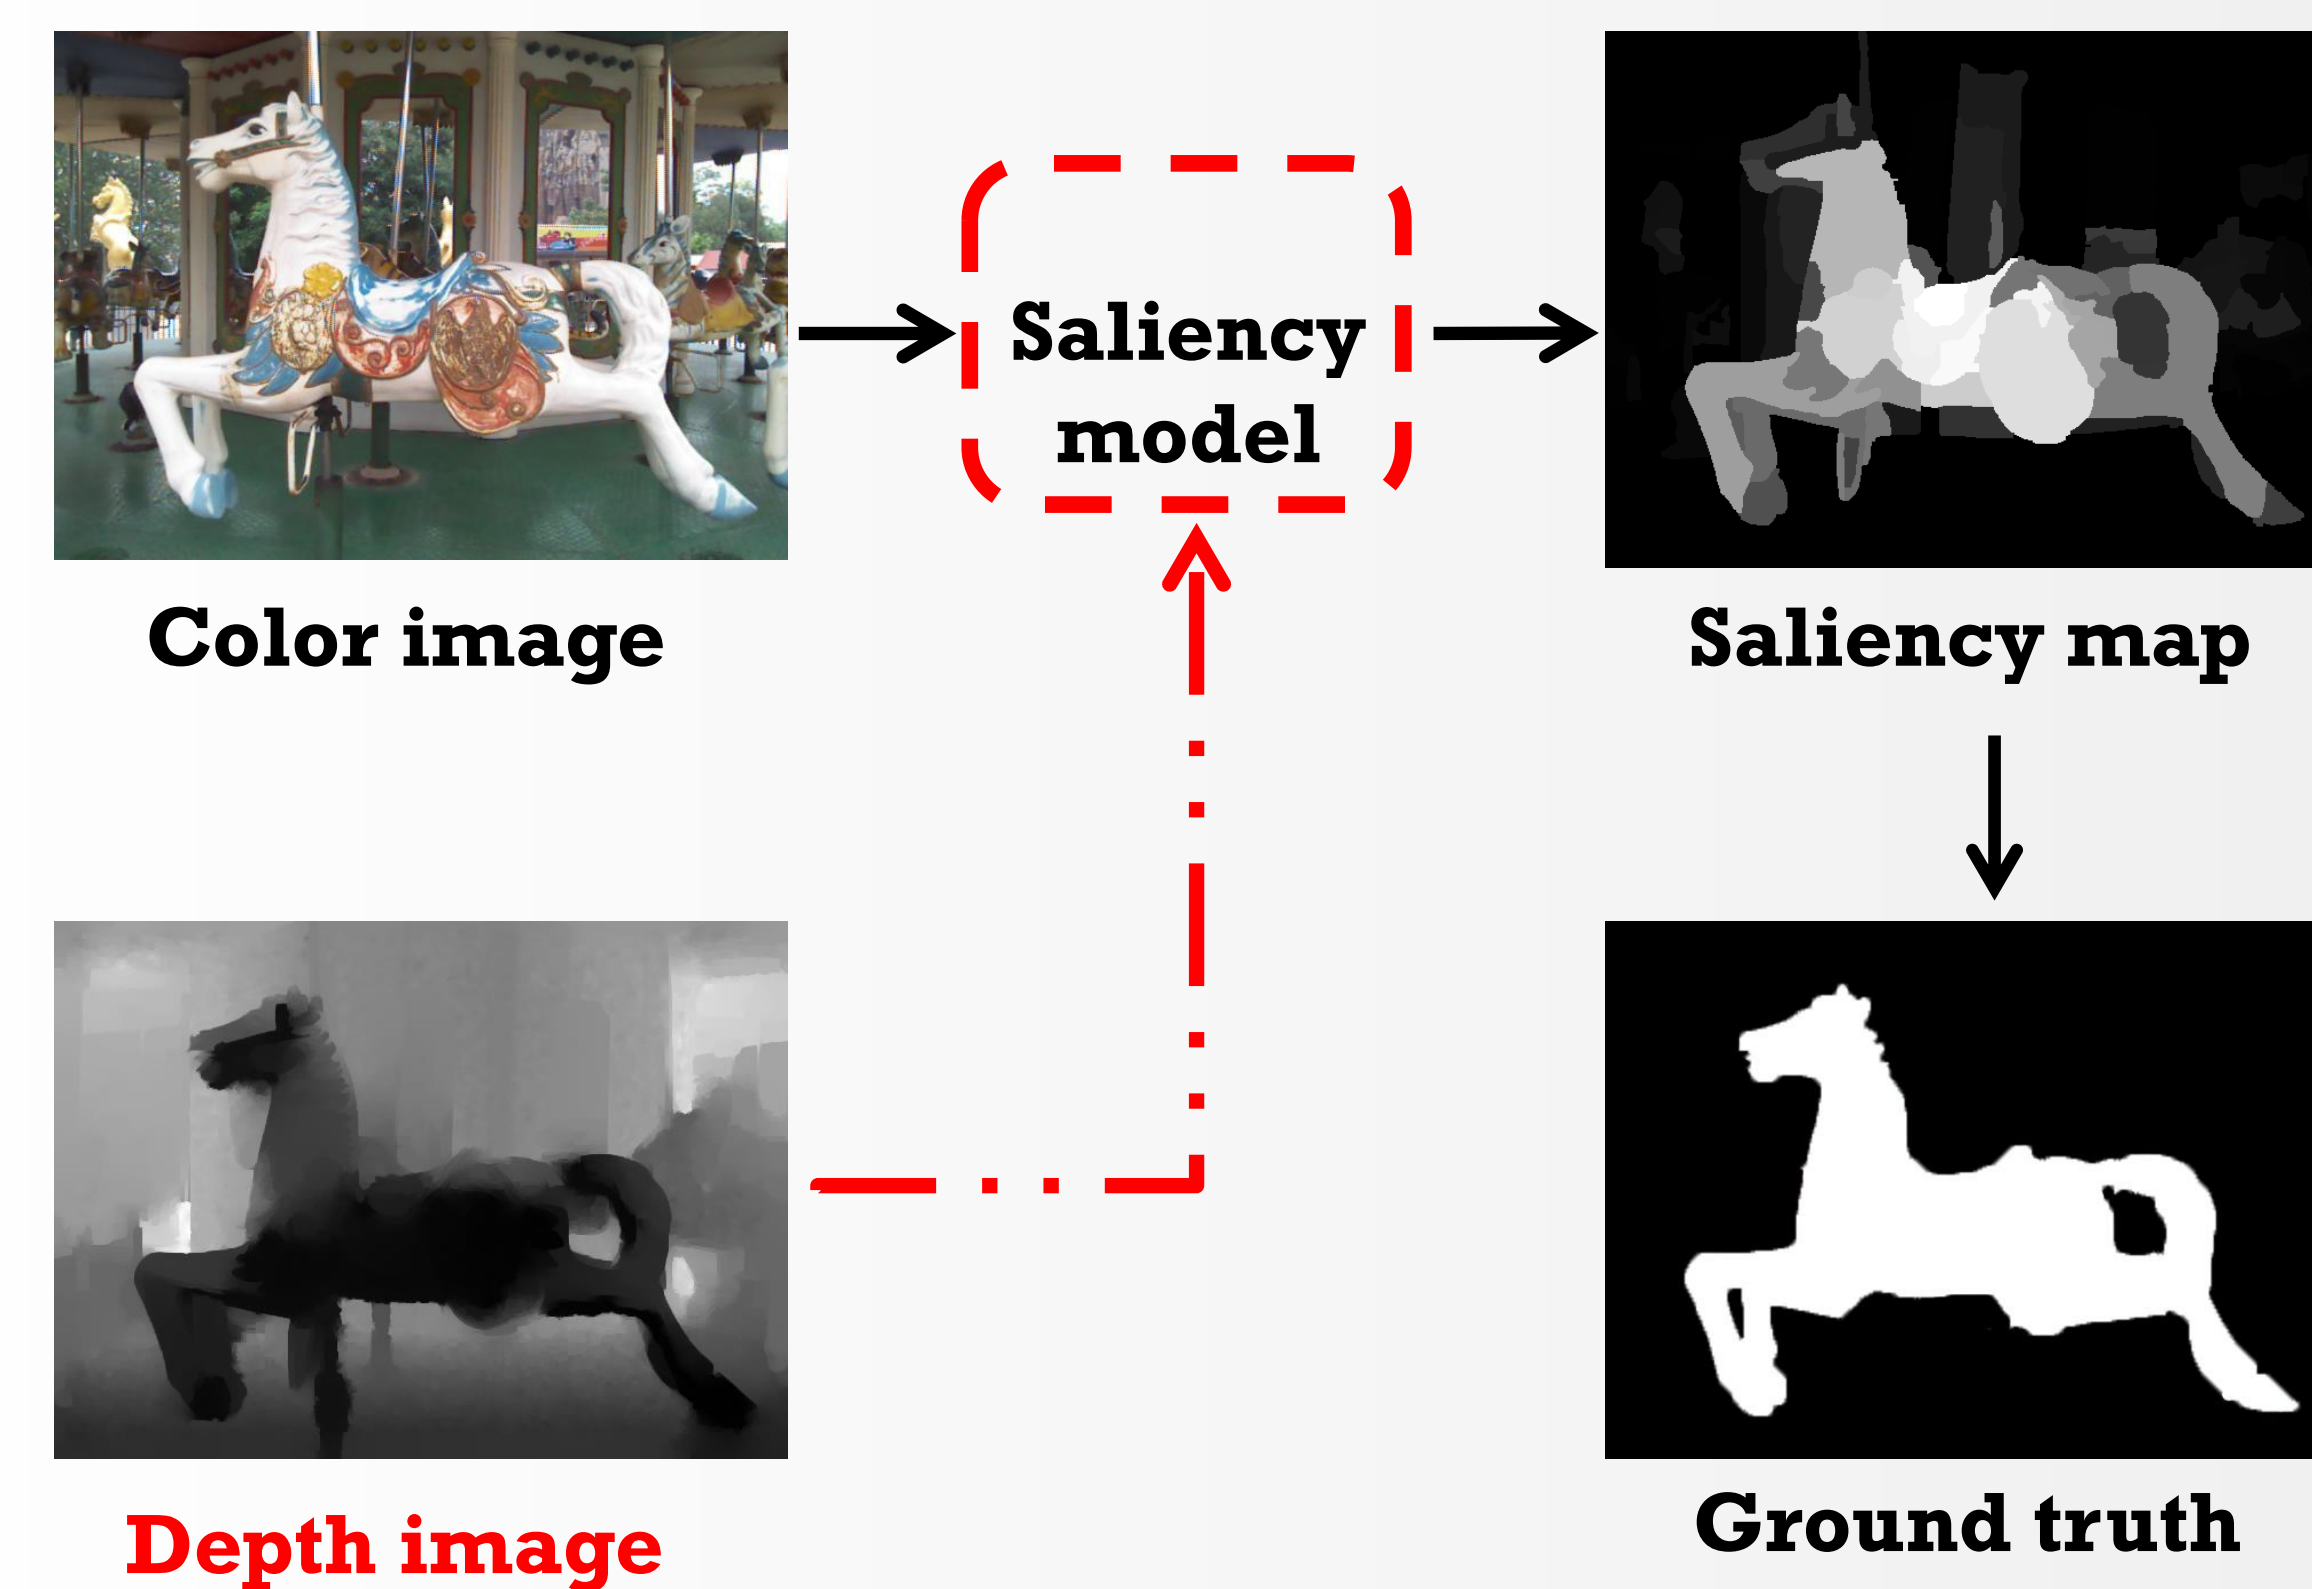 Saliency
model
Color image
Saliency map
Depth image
Ground truth